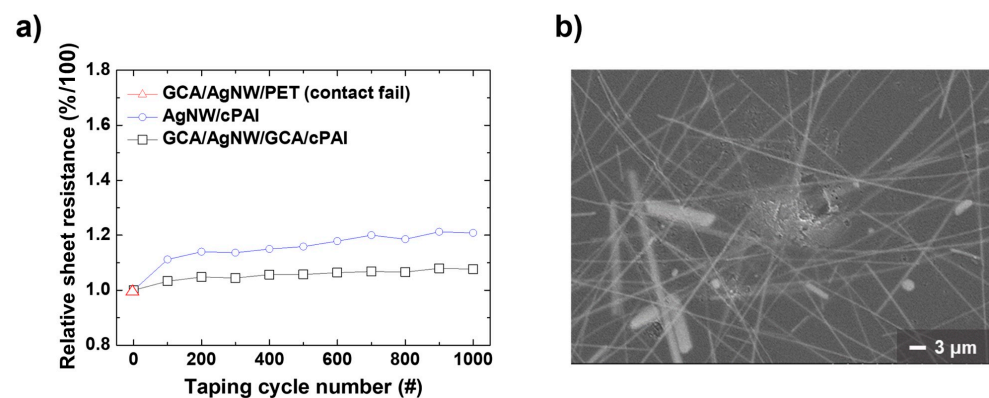 a)
b)
Relative sheet resistance (%/100)
1.8
1.6
1.4
1.2
1.0
0.8
GCA/AgNW/PET (contact fail)
AgNW/cPAI
GCA/AgNW/GCA/cPAI
0
200
400
600
800
1000
Taping cycle number (#)
3 μm